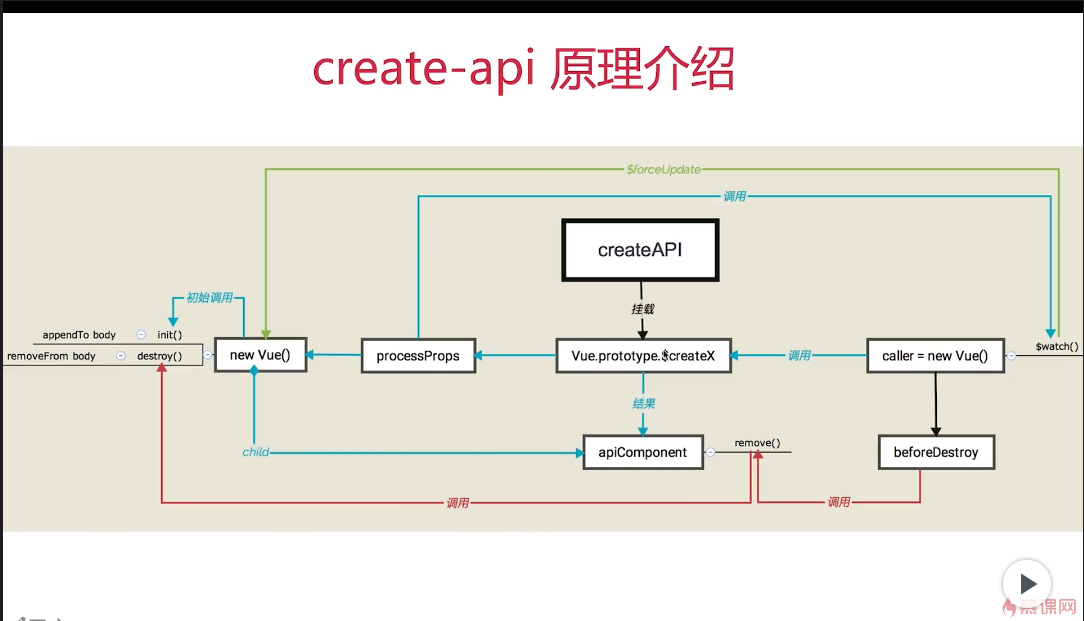 create-api 原理介绍
$forceUpdate
调用
createAPI
挂载
初始调用
appendTo body
init()
removeFrom body
destroy()
new Vue()
processProps
Vue.prototype.$createX
调用
caller = new Vue()
$watch()
结果
child
apiComponent
remove()
beforeDestroy
调用
调用
慕课网